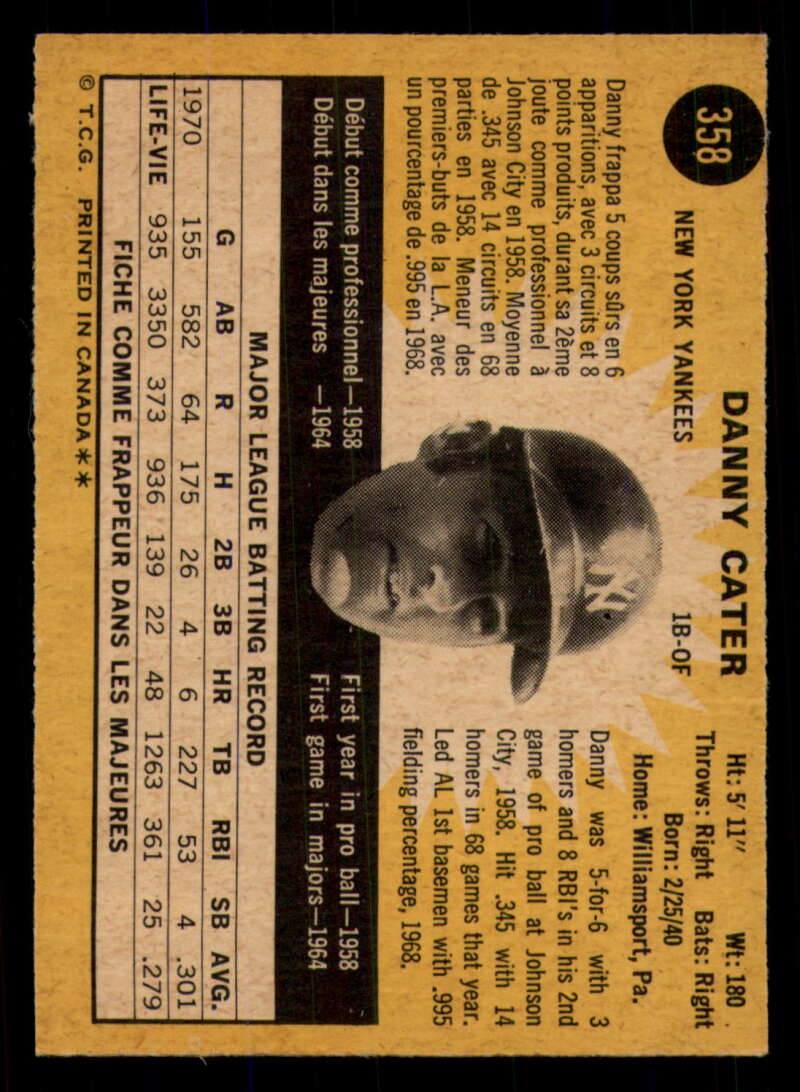 358
DANNY CATER
NEW YORK YANKEES 1B-OF
Ht: 5' 11" Wt: 180
Throws: Right Bats: Right
Born: 2/25/40
Home: Williamsport, Pa.
Danny frappa 5 coups sûrs en 6
apparitions, avec 3 circuits et 8
points produits, durant sa 2ème
joute comme professionnel à
Johnson City en 1958. Moyenne
de .345 avec 14 circuits en 68
parties en 1958. Meneur des
premiers-buts de la L.A. avec
un pourcentage de .995 en 1968.
NY
Danny was 5-for-6 with 3
homers and 8 RBI's in his 2nd
game of pro ball at Johnson
City, 1958. Hit .345 with 14
homers in 68 games that year.
Led AL 1st basemen with .995
fielding percentage, 1968.
Début comme professionnel—1958
Début dans les majeures —1964
First year in pro ball—1958
First game in majors—1964
MAJOR LEAGUE BATTING RECORD
G AB R H 2B 3B HR TB RBI SB AVG.
1970 155 582 64 175 26 4 6 227 53 4 .301
LIFE-VIE 935 3350 373 936 139 22 48 1263 361 25 .279
FICHE COMME FRAPPEUR DANS LES MAJEURES
© T.C.G. PRINTED IN CANADA**